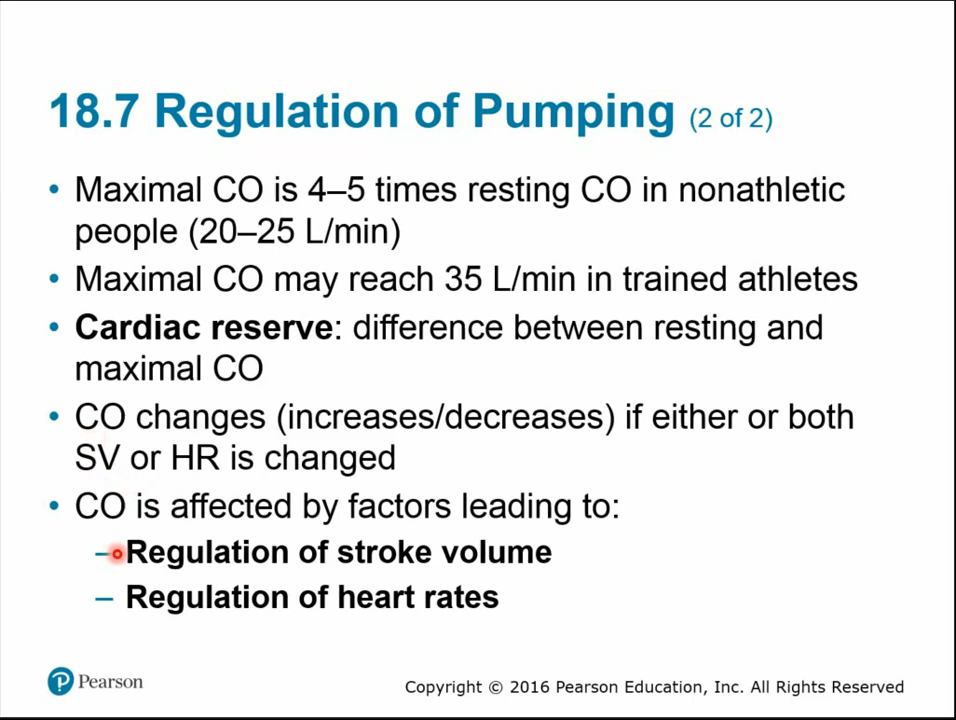 18.7 Regulation of Pumping (2 of 2)
• Maximal CO is 4–5 times resting CO in nonathletic
people (20–25 L/min)
• Maximal CO may reach 35 L/min in trained athletes
• Cardiac reserve: difference between resting and
maximal CO
• CO changes (increases/decreases) if either or both
SV or HR is changed
• CO is affected by factors leading to:
– Regulation of stroke volume
– Regulation of heart rates
P Pearson
Copyright © 2016 Pearson Education, Inc. All Rights Reserved